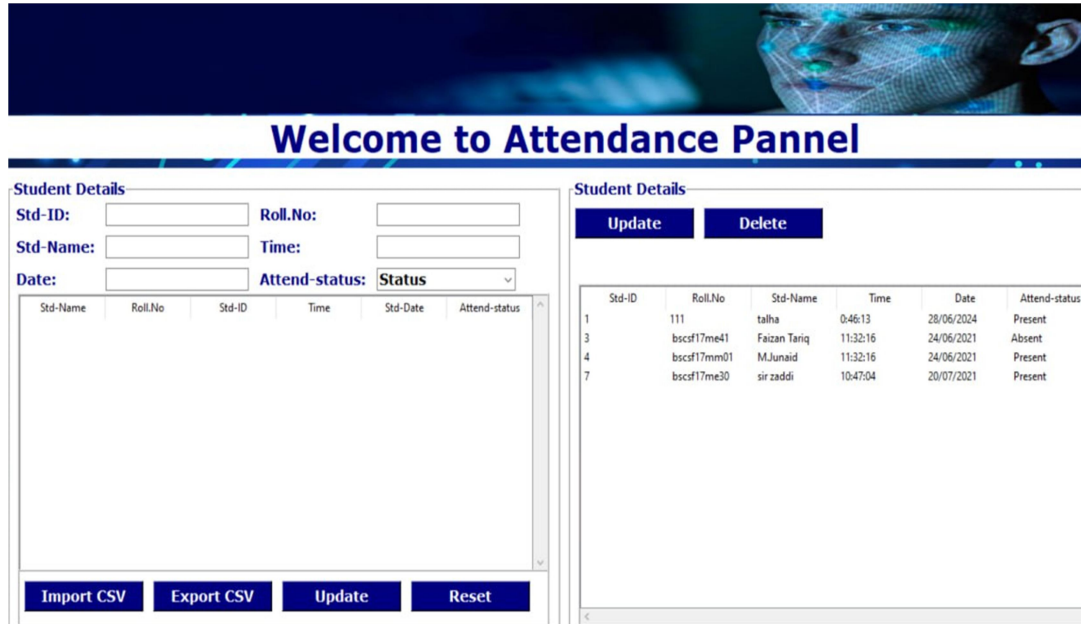 Welcome to Attendance Pannel
Student Details
Std-ID: Roll.No:
Std-Name: Time:
Date: Attend-status: Status
Std-Name Roll.No Std-ID Time Std-Date Attend-status
Import CSV Export CSV Update Reset
Student Details
Update Delete
Std-ID Roll.No Std-Name Time Date Attend-status
1 111 talha 0:46:13 28/06/2024 Present
3 bscsf17me41 Faizan Tariq 11:32:16 24/06/2021 Absent
4 bscsf17mm01 M.Junaid 11:32:16 24/06/2021 Present
7 bscsf17me30 sir zaddi 10:47:04 20/07/2021 Present